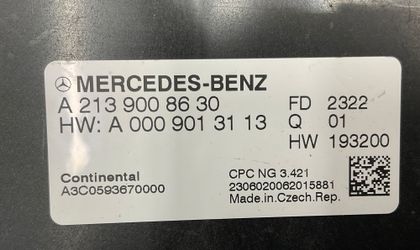 MERCEDES-BENZ
A 213 900 86 30 FD 2322
HW: A 000 901 31 13 Q 01
HW 193200
Continental CPC NG 3.421
A3C0593670000 2306020062015881
Made.in.Czech.Rep.